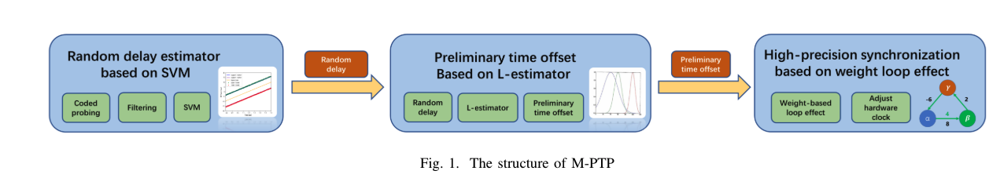 Random delay estimator
based on SVM
Coded
probing
Filtering
SVM
Random
delay
Preliminary time offset
Based on L-estimator
Random
delay
L-estimator
Preliminary
time offset
Preliminary
time offset
High-precision synchronization
based on weight loop effect
Weight-based
loop effect
Adjust
hardware
clock
γ
-6
2
α
4
8
β
Fig. 1. The structure of M-PTP